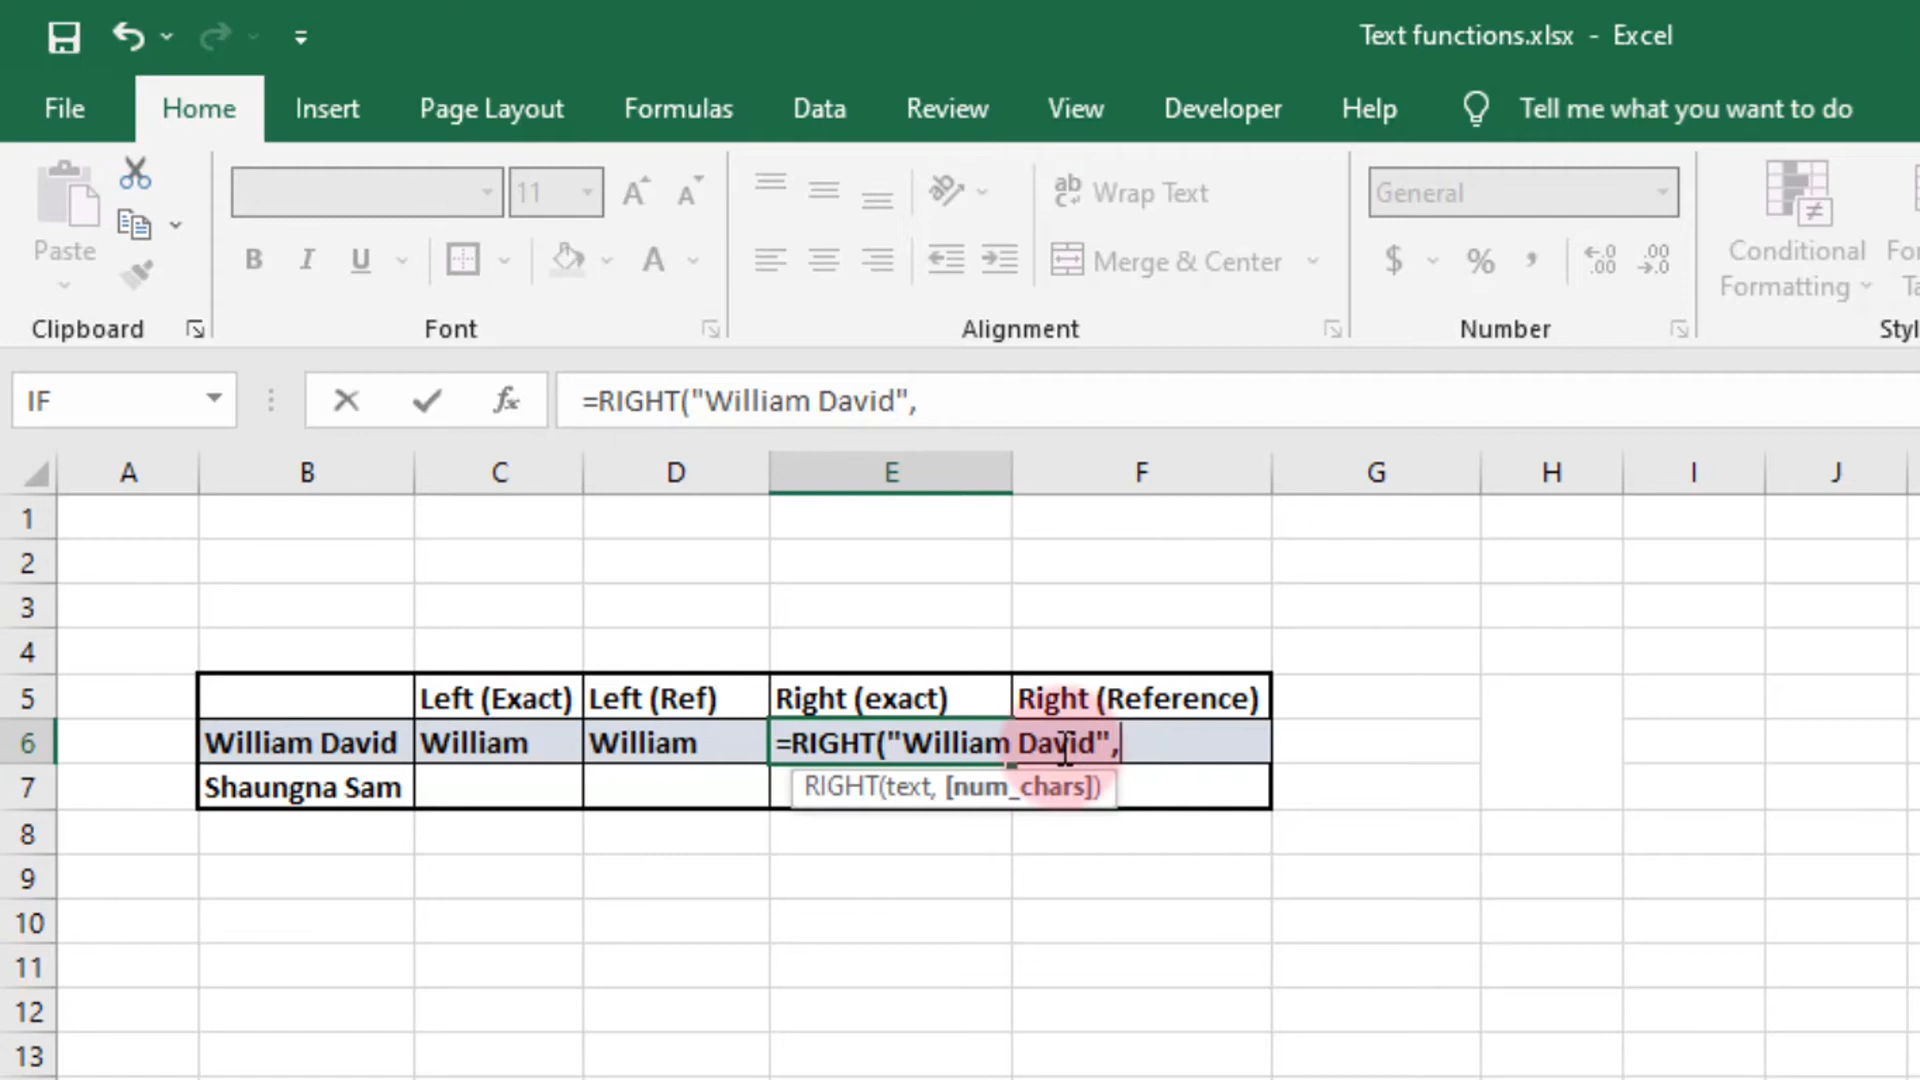 Text functions.xlsx - Excel
File Home Insert Page Layout Formulas Data Review View Developer Help Tell me what you want to do
Paste
11
Wrap Text
General
Conditional
Formatting
B I U
Merge & Center
$ % ,
Clipboard Font Alignment Number
IF
fx
=RIGHT("William David",
A B C D E F G H I J
1
2
3
4
5 Left (Exact) Left (Ref) Right (exact) Right (Reference)
6 William David William William =RIGHT("William David",
7 Shaungna Sam RIGHT(text, [num_chars])
8
9
10
11
12
13